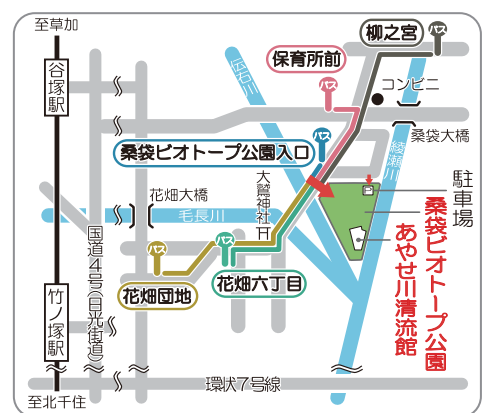 至草加
谷塚駅
竹ノ塚駅
至北千住
国道4号(日光街道)
環状7号線
柳之宮
バス
保育所前
バス
コンビニ
桑袋大橋
伝右川
綾瀬川
桑袋ビオトープ公園入口
バス
花畑大橋
毛長川
大鷲神社
駐車場
P
桑袋ビオトープ公園
あやせ川清流館
バス
花畑団地
バス
花畑六丁目